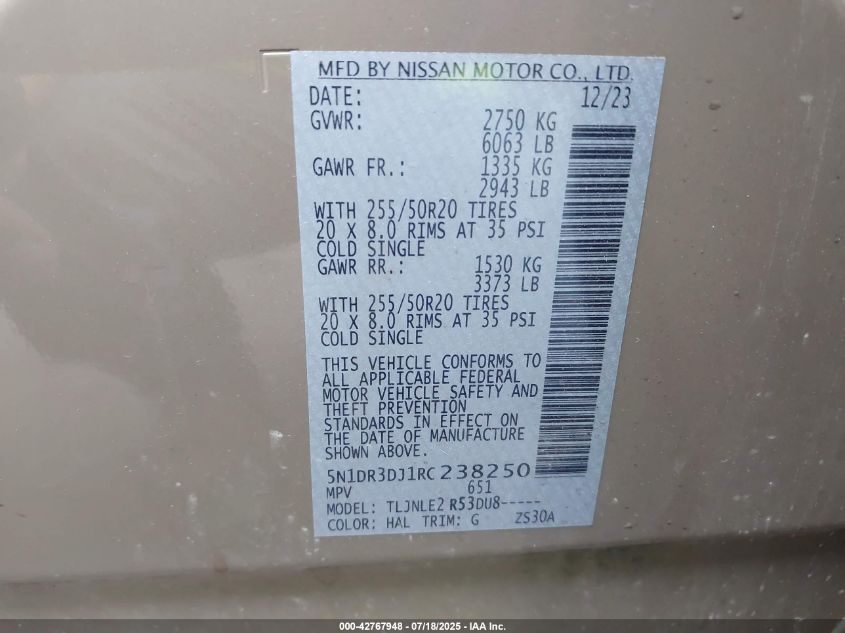 MFD BY NISSAN MOTOR CO., LTD.
DATE: 12/23
GVWR: 2750 KG
6063 LB
GAWR FR.: 1335 KG
2943 LB
WITH 255/50R20 TIRES
20 X 8.0 RIMS AT 35 PSI
COLD SINGLE
GAWR RR.: 1530 KG
3373 LB
WITH 255/50R20 TIRES
20 X 8.0 RIMS AT 35 PSI
COLD SINGLE
THIS VEHICLE CONFORMS TO
ALL APPLICABLE FEDERAL
MOTOR VEHICLE SAFETY AND
THEFT PREVENTION
STANDARDS IN EFFECT ON
THE DATE OF MANUFACTURE
SHOWN ABOVE.
5N1DR3DJ1RC238250
MPV 651
MODEL: TLJNLE2 R53DU8-----
COLOR: HAL TRIM: G ZS30A
000-42767948 - 07/18/2025 - IAA Inc.